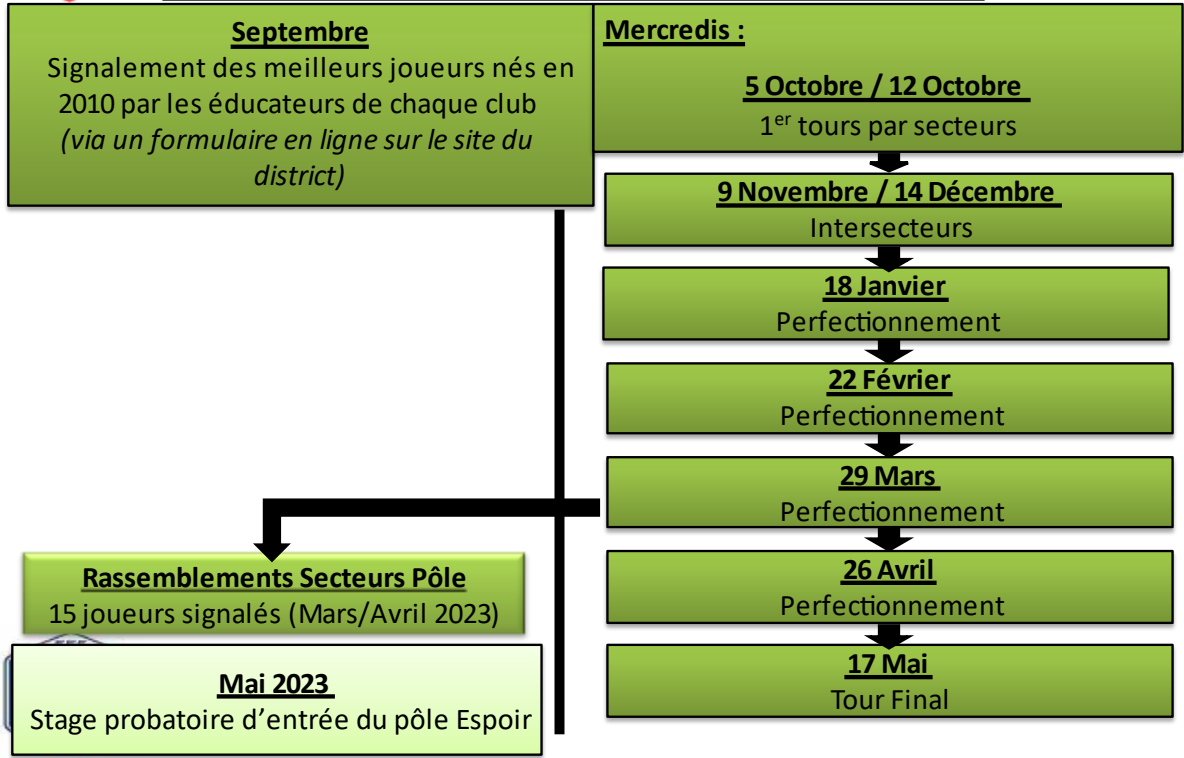 Septembre
Signalement des meilleurs joueurs nés en
2010 par les éducateurs de chaque club
(via un formulaire en ligne sur le site du
district)
Mercredis :
5 Octobre / 12 Octobre
1er tours par secteurs
9 Novembre / 14 Décembre
Intersecteurs
18 Janvier
Perfectionnement
22 Février
Perfectionnement
29 Mars
Perfectionnement
26 Avril
Perfectionnement
17 Mai
Tour Final
Rassemblements Secteurs Pôle
15 joueurs signalés (Mars/Avril 2023)
Mai 2023
Stage probatoire d’entrée du pôle Espoir